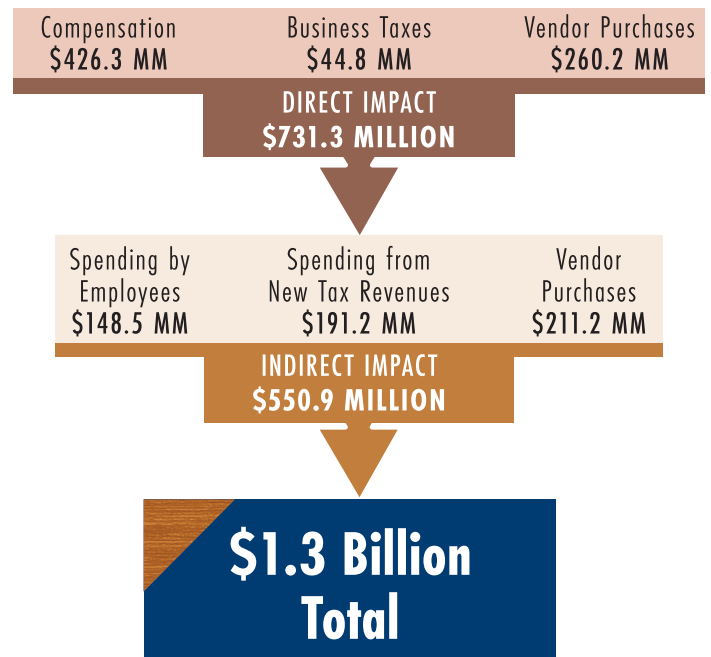 Compensation
$426.3 MM
Business Taxes
$44.8 MM
Vendor Purchases
$260.2 MM
DIRECT IMPACT
$731.3 MILLION
Spending by
Employees
$148.5 MM
Spending from
New Tax Revenues
$191.2 MM
Vendor
Purchases
$211.2 MM
INDIRECT IMPACT
$550.9 MILLION
$1.3 Billion
Total